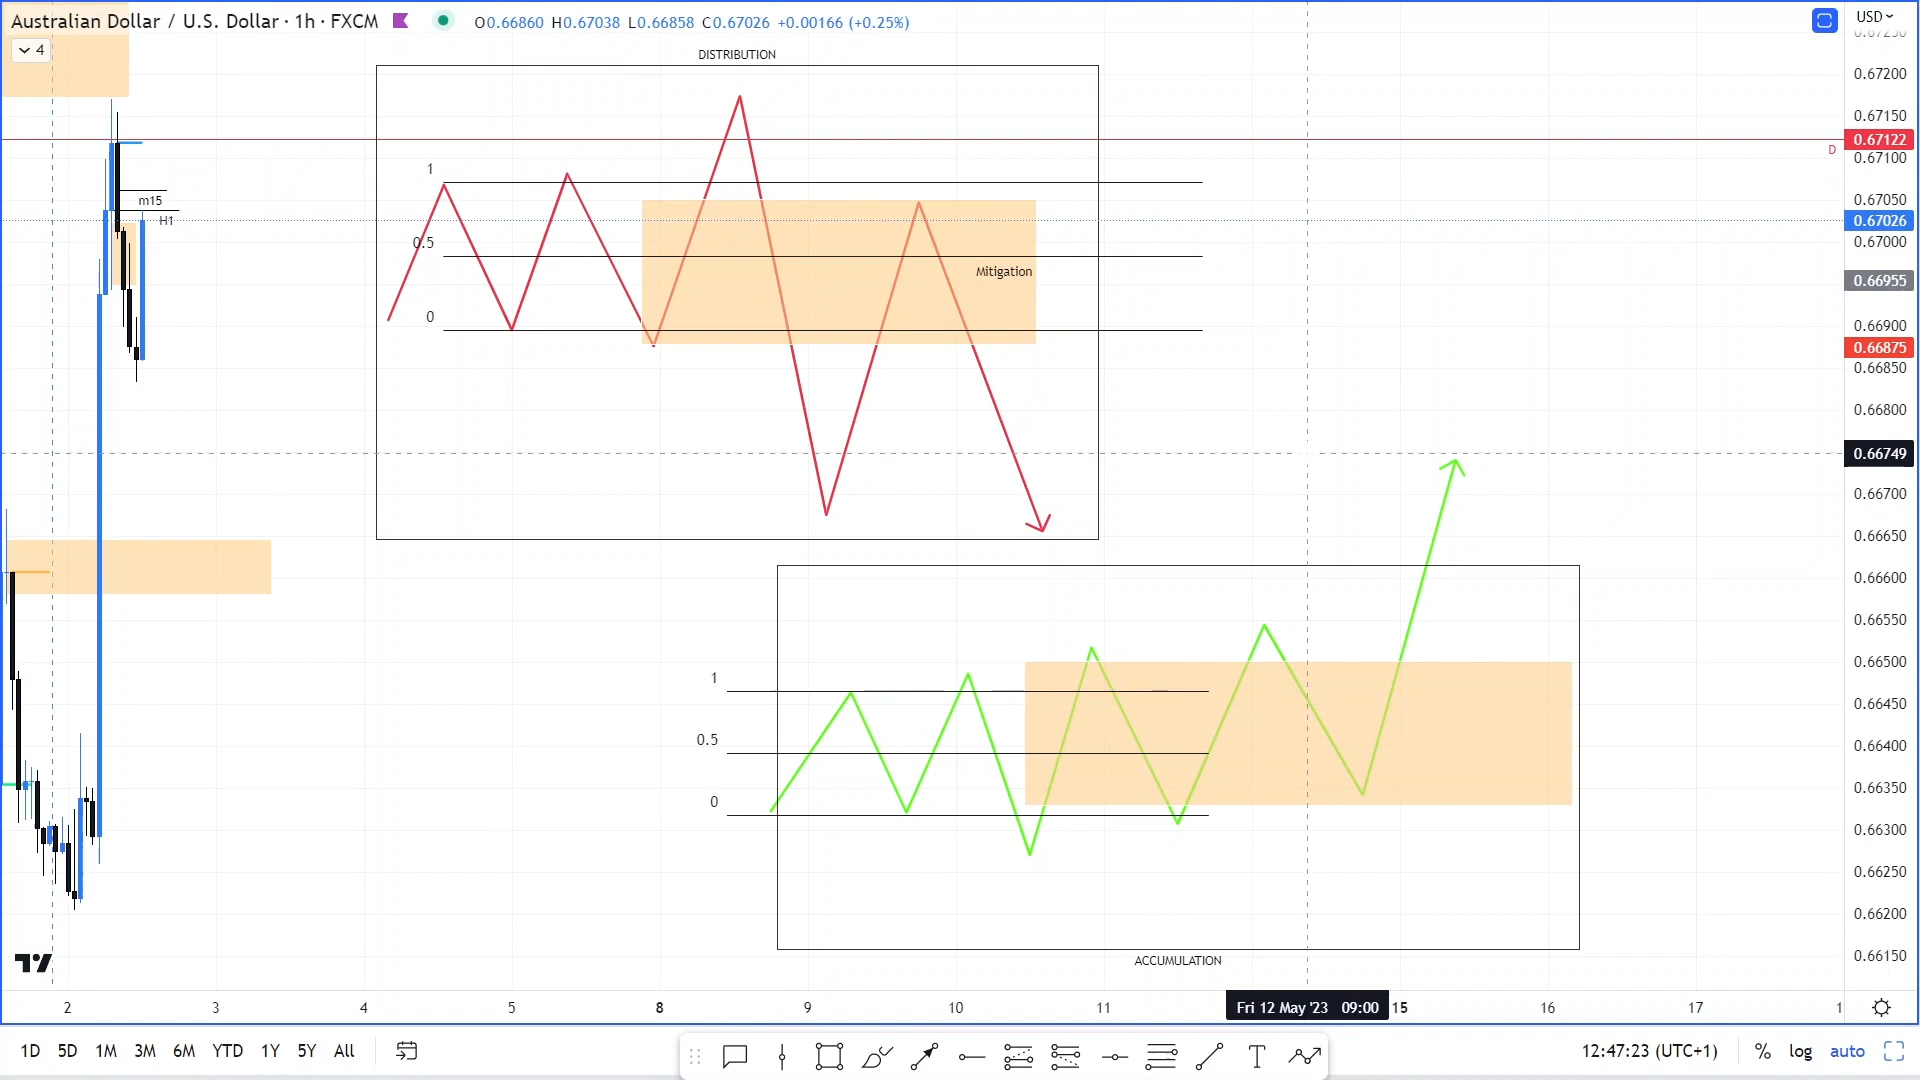 Australian Dollar / U.S. Dollar · 1h · FXCM O0.66860 H0.67038 L0.66858 C0.67026 +0.00166 (+0.25%)
USD
4
DISTRIBUTION
0.67250
0.67200
0.67150
0.67122
D
0.67100
1
m15
0.67050
H1
0.67026
0.5
0.67000
Mitigation
0.66955
0
0.66900
0.66875
0.66850
0.66800
0.66749
0.66700
0.66650
0.66600
0.66550
0.66500
1
0.66450
0.5
0.66400
0.66350
0
0.66300
0.66250
0.66200
0.66150
ACCUMULATION
2 3 4 5 8 9 10 11 Fri 12 May '23 09:00 15 16 17 1
1D 5D 1M 3M 6M YTD 1Y 5Y All
T
12:47:23 (UTC+1) % log auto